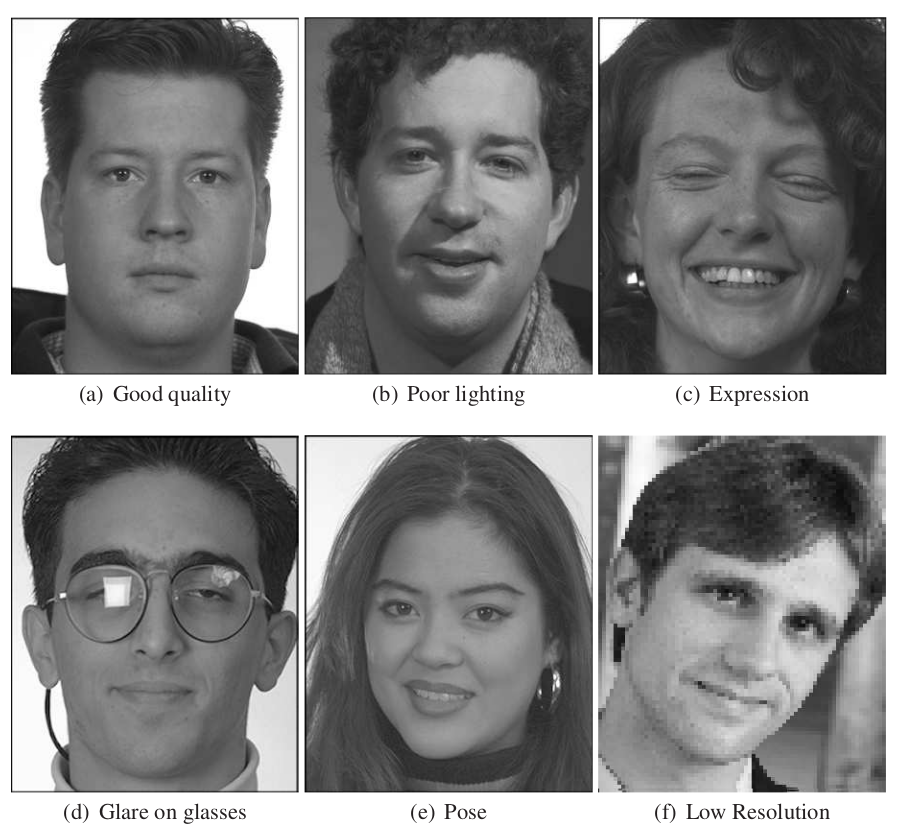 (a) Good quality
(b) Poor lighting
(c) Expression
(d) Glare on glasses
(e) Pose
(f) Low Resolution